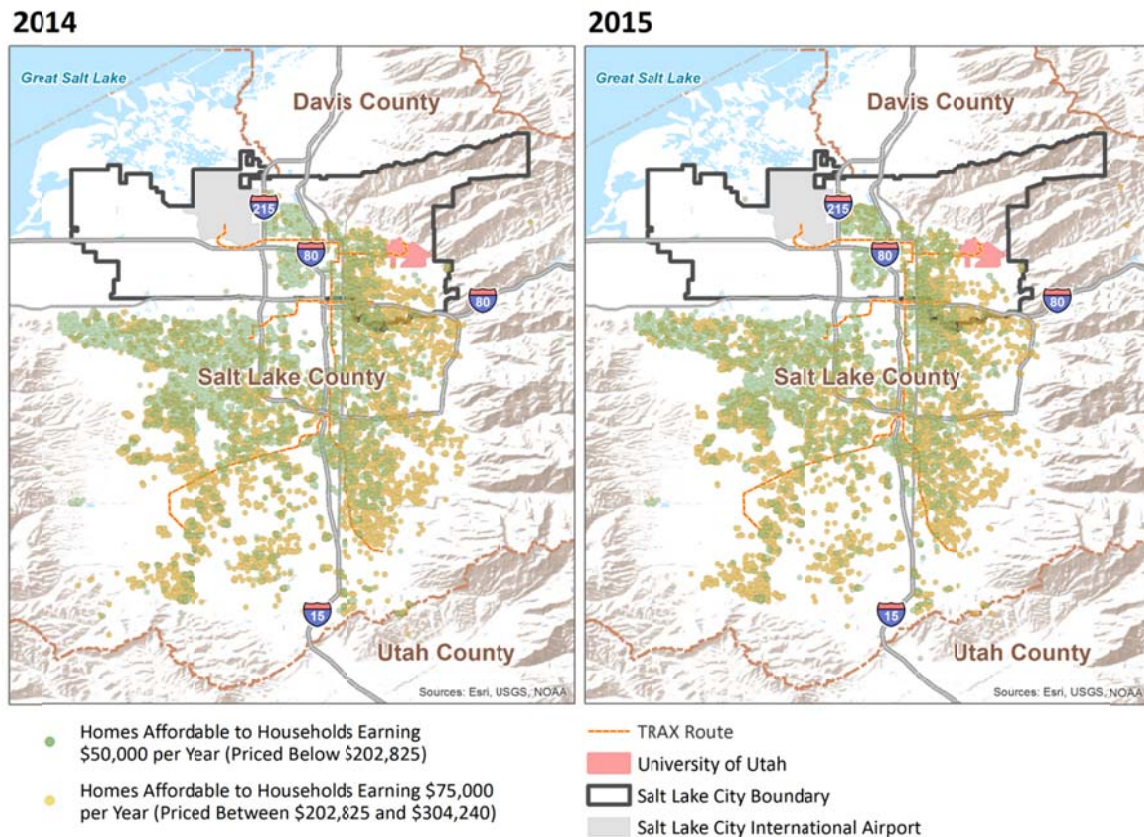 2014
Great Salt Lake
Davis County
215
80
80
Salt Lake County
15
Utah County
Sources: Esri, USGS, NOAA
2015
Great Salt Lake
Davis County
215
80
80
Salt Lake County
15
Utah County
Sources: Esri, USGS, NOAA
Homes Affordable to Households Earning
$50,000 per Year (Priced Below $202,825)
Homes Affordable to Households Earning $75,000
per Year (Priced Between $202,825 and $304,240)
TRAX Route
University of Utah
Salt Lake City Boundary
Salt Lake City International Airport